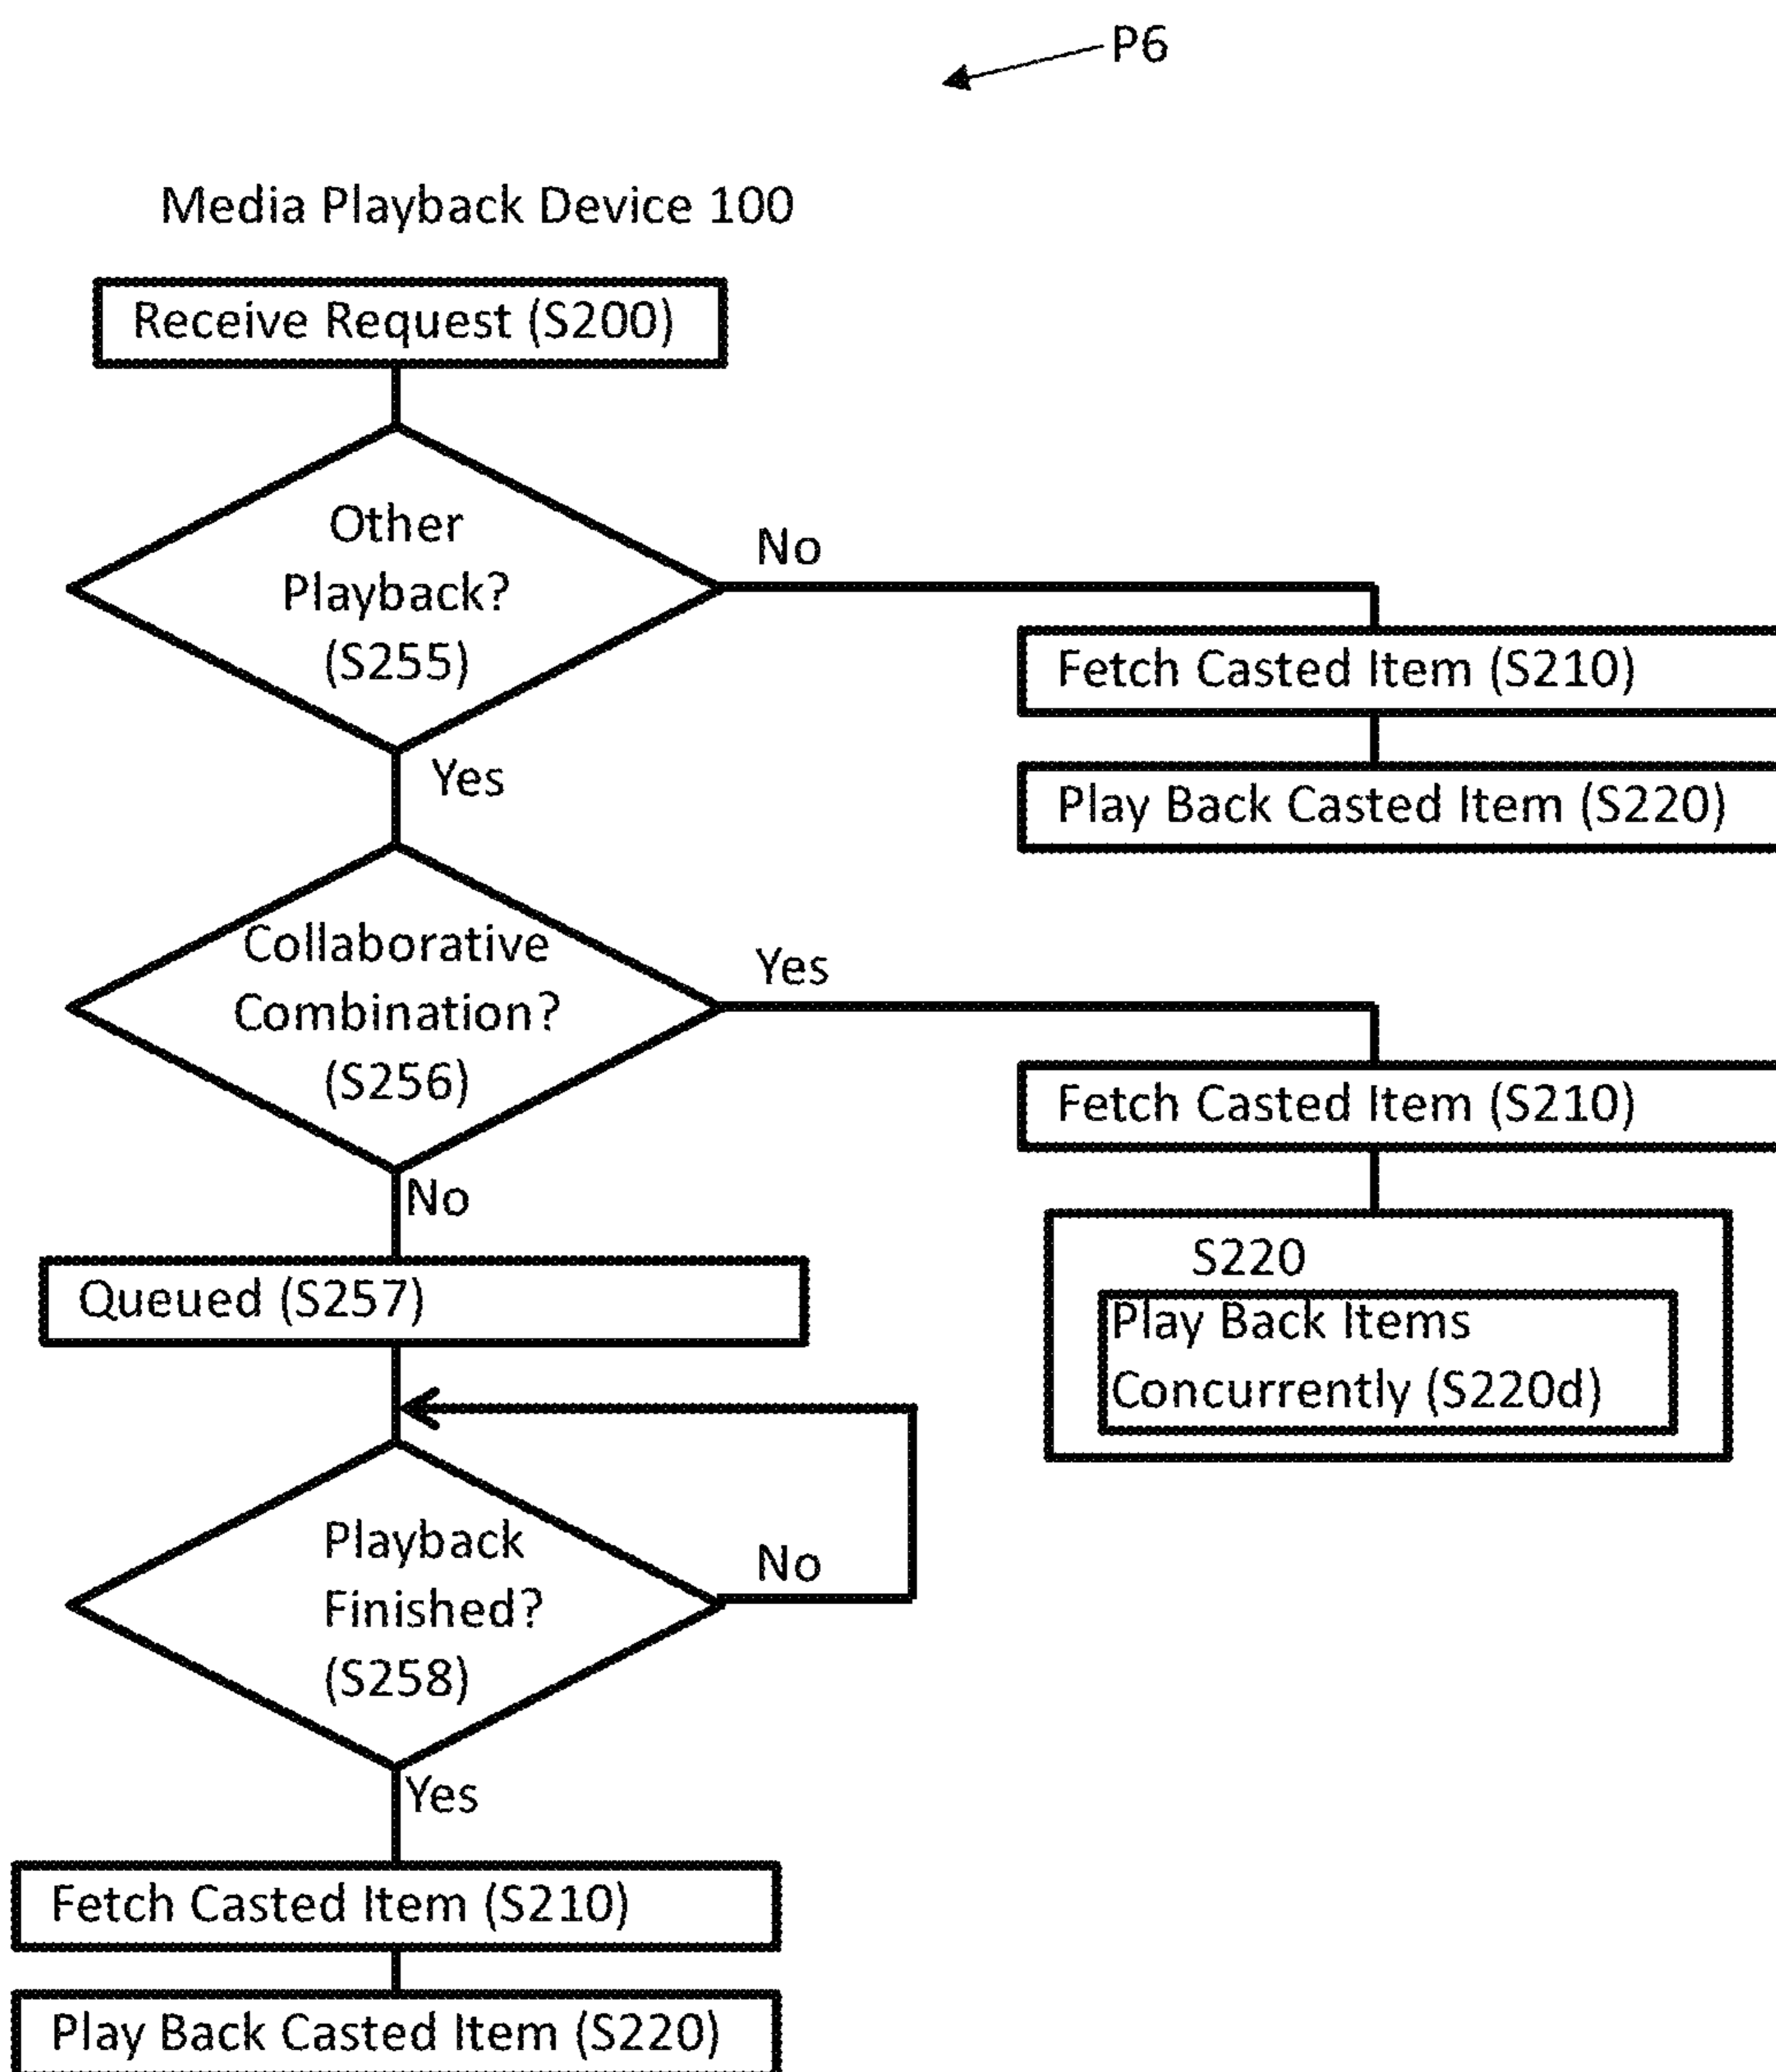 P6
Media Playback Device 100
Receive Request (S200)
Other
Playback?
(S255)
No
Fetch Casted Item (S210)
Play Back Casted Item (S220)
Yes
Collaborative
Combination?
(S256)
Yes
Fetch Casted Item (S210)
S220
Play Back Items
Concurrently (S220d)
No
Queued (S257)
Playback
Finished?
(S258)
No
Yes
Fetch Casted Item (S210)
Play Back Casted Item (S220)